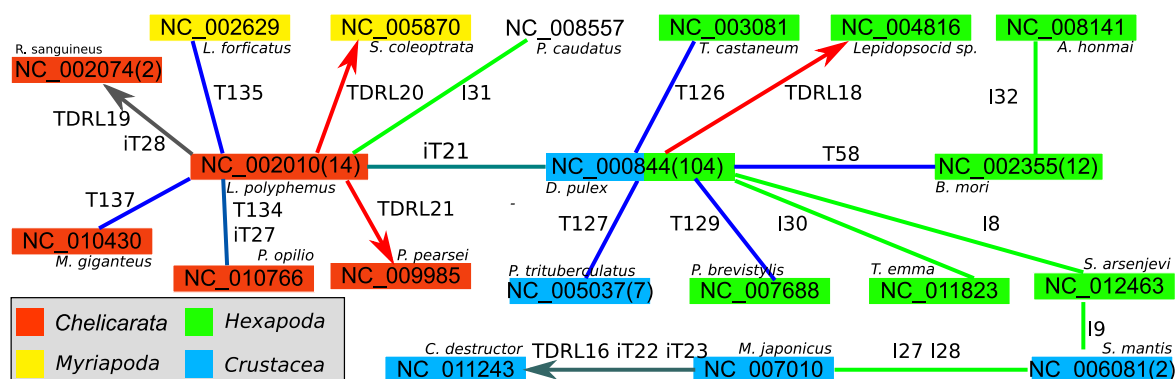 NC_002629
L. forficatus
NC_005870
S. coleoptrata
NC_008557
P. caudatus
NC_003081
T. castaneum
NC_004816
Lepidopsocid sp.
NC_008141
A. honmai
R. sanguineus
NC_002074(2)
T135
TDRL20
I31
T126
TDRL18
I32
TDRL19
iT28
NC_002010(14)
L. polyphemus
iT21
NC_000844(104)
D. pulex
T58
NC_002355(12)
B. mori
T137
T134
iT27
TDRL21
T127
T129
I30
I8
NC_010430
M. giganteus
P. opilio
NC_010766
P. pearsei
NC_009985
P. trituberculatus
NC_005037(7)
P. brevistylis
NC_007688
T. emma
NC_011823
S. arsenjevi
NC_012463
I9
Chelicarata
Hexapoda
Myriapoda
Crustacea
C. destructor
NC_011243
TDRL16 iT22 iT23
M. japonicus
NC_007010
I27 I28
S. mantis
NC_006081(2)